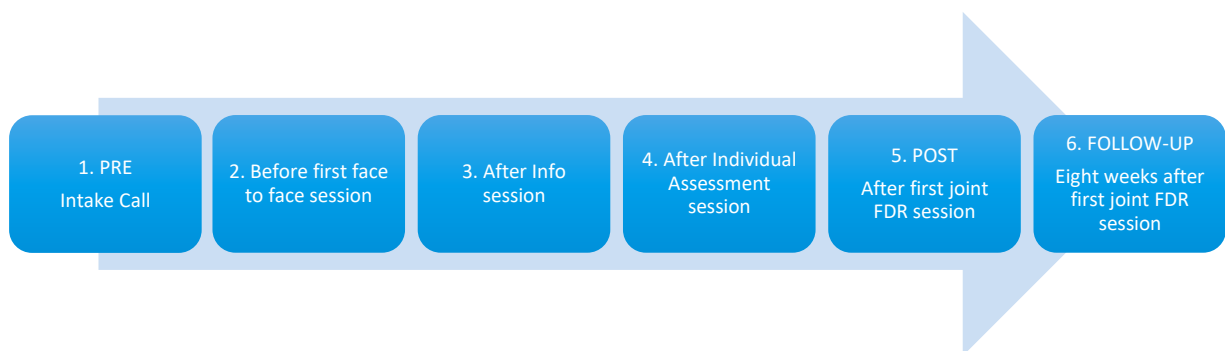 1. PRE
Intake Call
2. Before first face
to face session
3. After Info
session
4. After Individual
Assessment
session
5. POST
After first joint
FDR session
6. FOLLOW-UP
Eight weeks after
first joint FDR
session